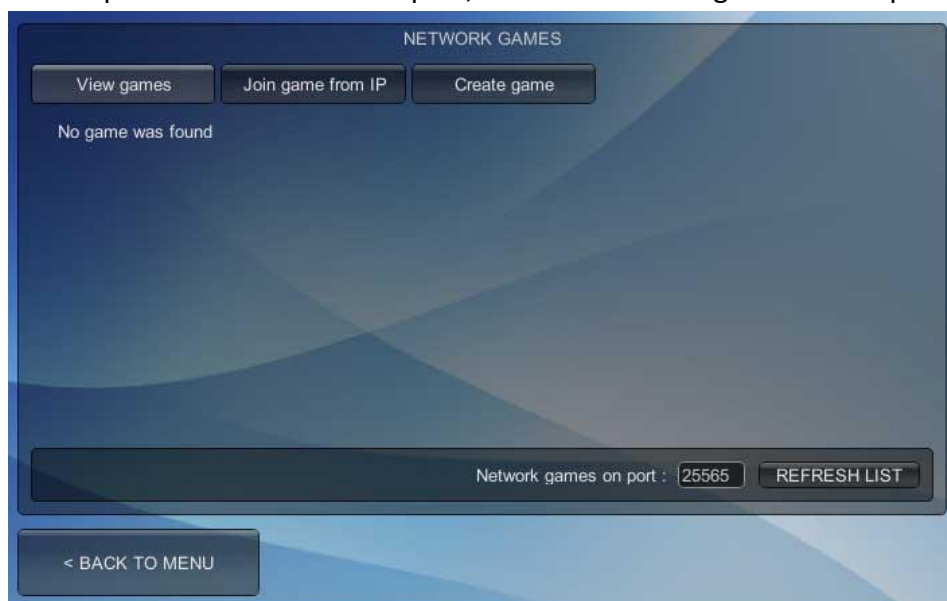 NETWORK GAMES
View games Join game from IP Create game
No game was found
Network games on port : 25565 REFRESH LIST
< BACK TO MENU